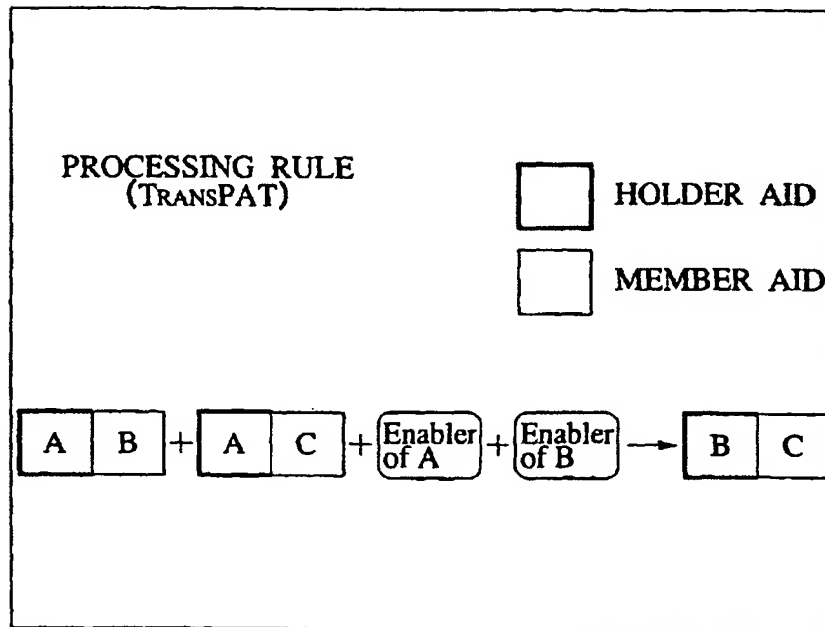 PROCESSING RULE
(TRANSPAT)
HOLDER AID
MEMBER AID
A B + A C + Enabler of A + Enabler of B → B C